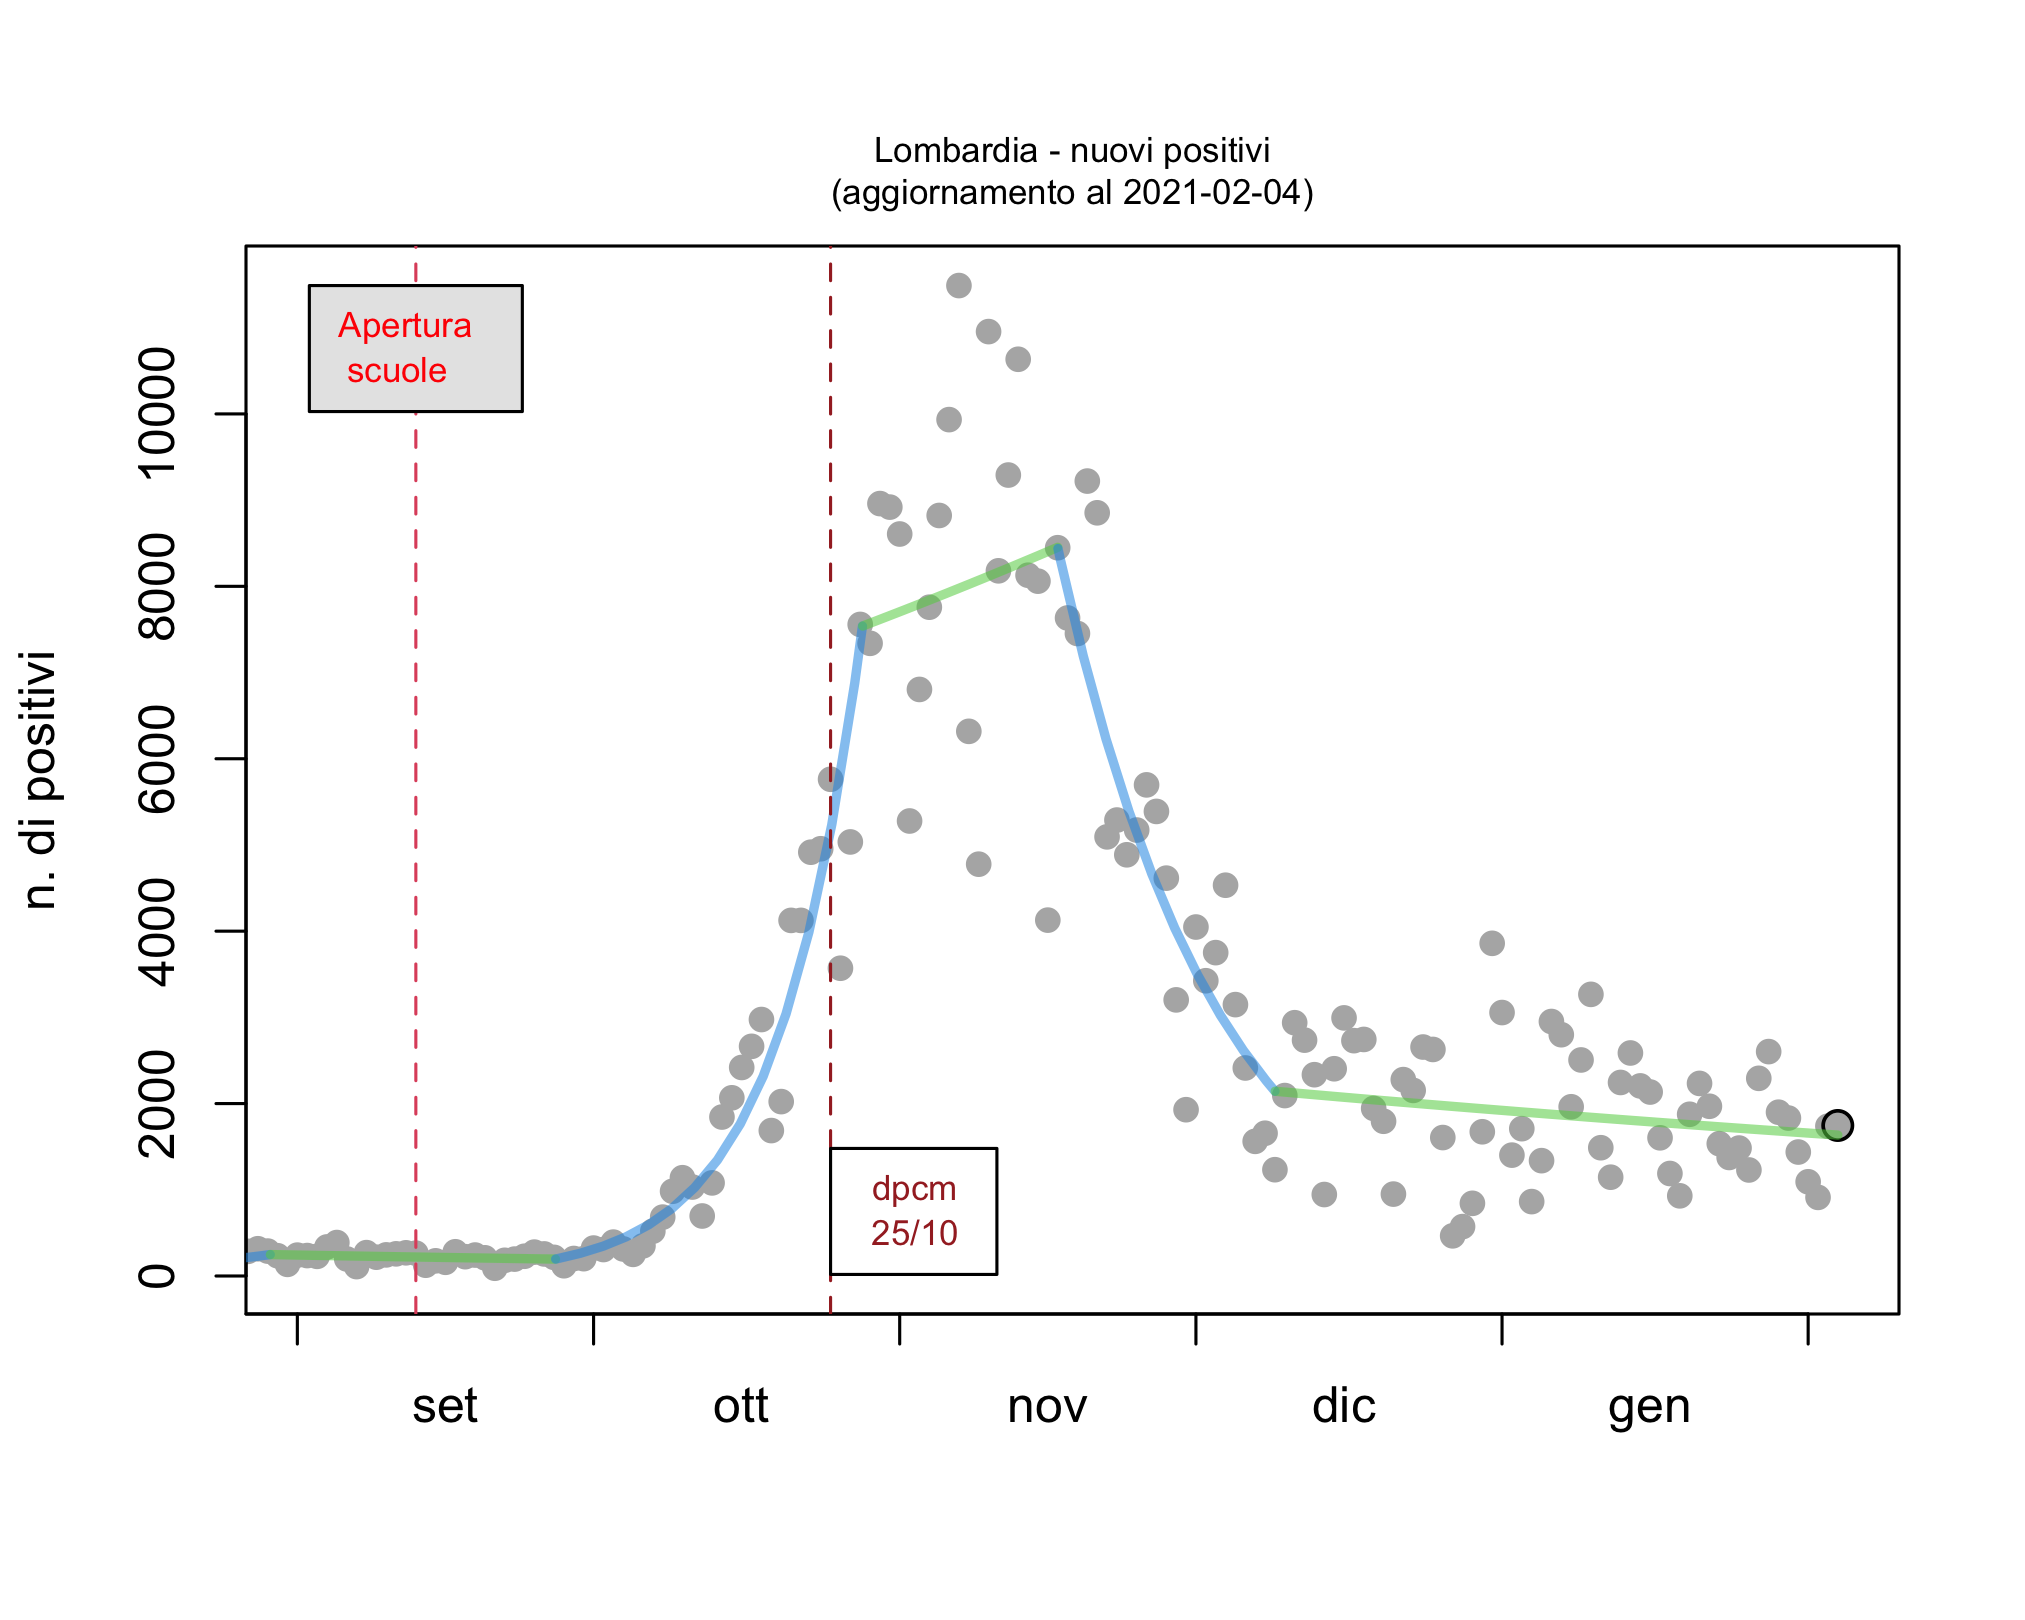 Lombardia - nuovi positivi
(aggiornamento al 2021-02-04)
Apertura
scuole
n. di positivi
10000
8000
6000
4000
2000
0
dpcm
25/10
set ott nov dic gen